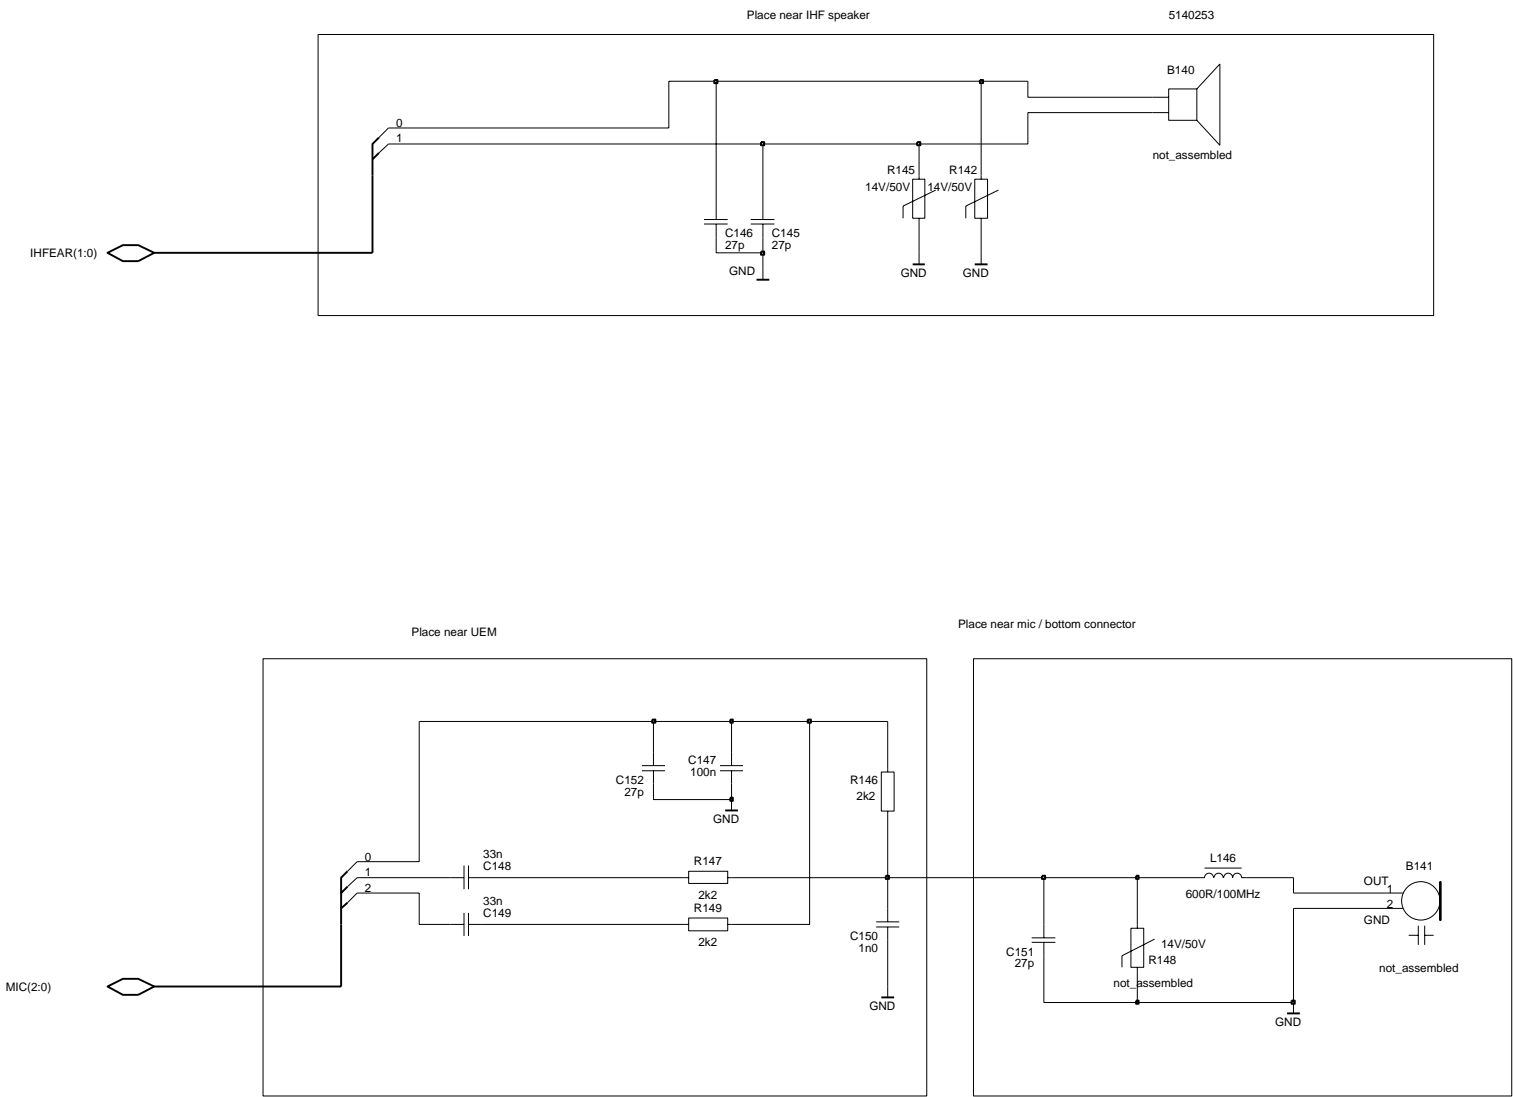 Place near IHF speaker
5140253
B140
0
1
not_assembled
R145
R142
14V/50V
14V/50V
C146
27p
C145
27p
IHFEAR(1:0)
GND
GND
GND
Place near UEM
Place near mic / bottom connector
C147
100n
C152
27p
R146
2k2
GND
0
1
2
33n
C148
R147
2k2
33n
C149
R149
2k2
C150
1n0
L146
600R/100MHz
B141
OUT
1
2
GND
C151
27p
14V/50V
R148
not_assembled
not_assembled
MIC(2:0)
GND
GND